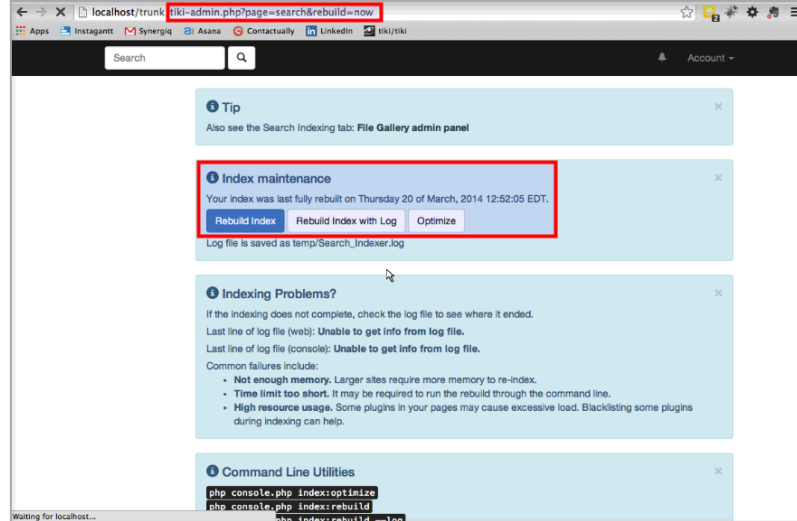 localhost/trunk/tiki-admin.php?page=search&rebuild=now
Apps Instagantt Synergiq Asana Contactually LinkedIn tiki/tiki
Search Account
Tip
Also see the Search Indexing tab: File Gallery admin panel
Index maintenance
Your index was last fully rebuilt on Thursday 20 of March, 2014 12:52:05 EDT.
Rebuild Index Rebuild Index with Log Optimize
Log file is saved as temp/Search_Indexer.log
Indexing Problems?
If the indexing does not complete, check the log file to see where it ended.
Last line of log file (web): Unable to get info from log file.
Last line of log file (console): Unable to get info from log file.
Common failures include:
• Not enough memory. Larger sites require more memory to re-index.
• Time limit too short. It may be required to run the rebuild through the command line.
• High resource usage. Some plugins in your pages may cause excessive load. Blacklisting some plugins
during indexing can help.
Command Line Utilities
php console.php index:optimize
php console.php index:rebuild
php index:rebuild --log
Waiting for localhost...